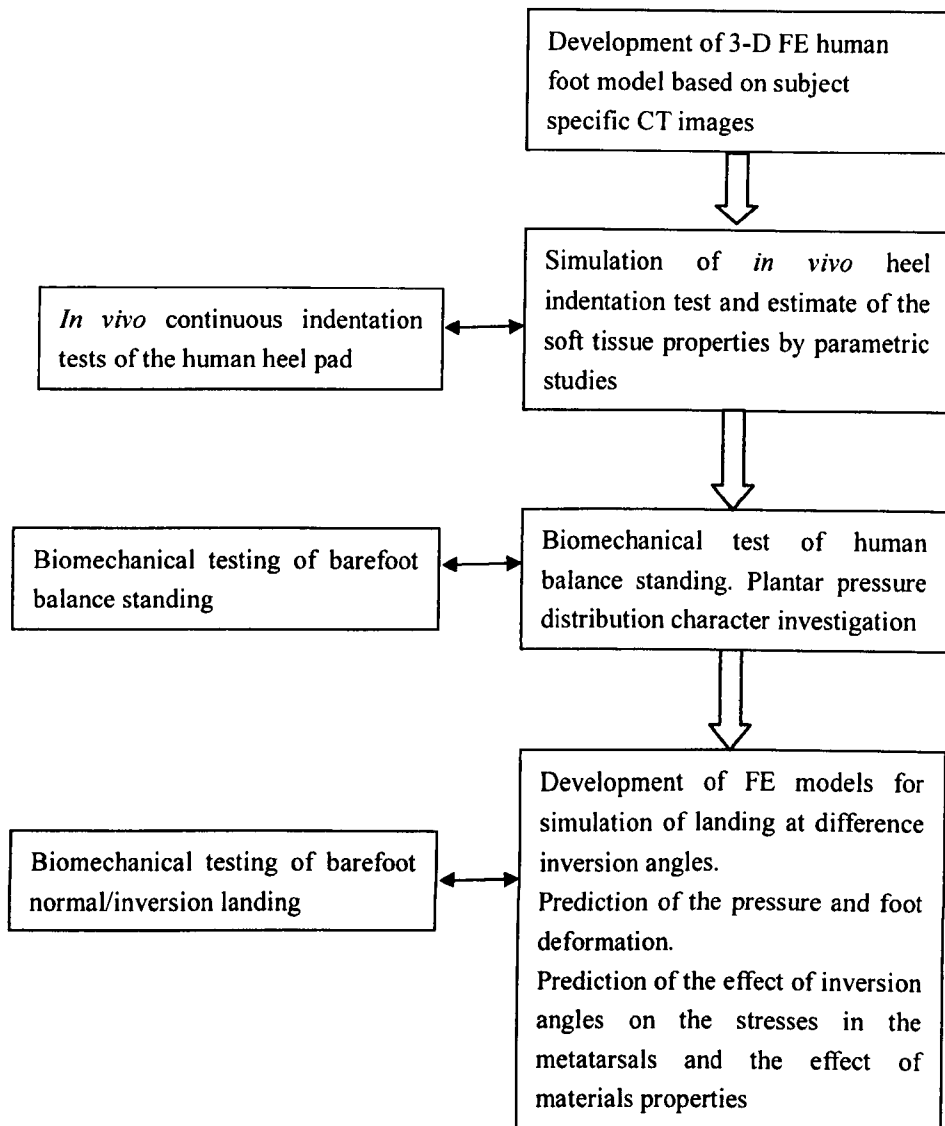 Development of 3-D FE human
foot model based on subject
specific CT images
Simulation of in vivo heel
indentation test and estimate of the
soft tissue properties by parametric
studies
In vivo continuous indentation
tests of the human heel pad
Biomechanical test of human
balance standing. Plantar pressure
distribution character investigation
Biomechanical testing of barefoot
balance standing
Development of FE models for
simulation of landing at difference
inversion angles.
Prediction of the pressure and foot
deformation.
Prediction of the effect of inversion
angles on the stresses in the
metatarsals and the effect of
materials properties
Biomechanical testing of barefoot
normal/inversion landing